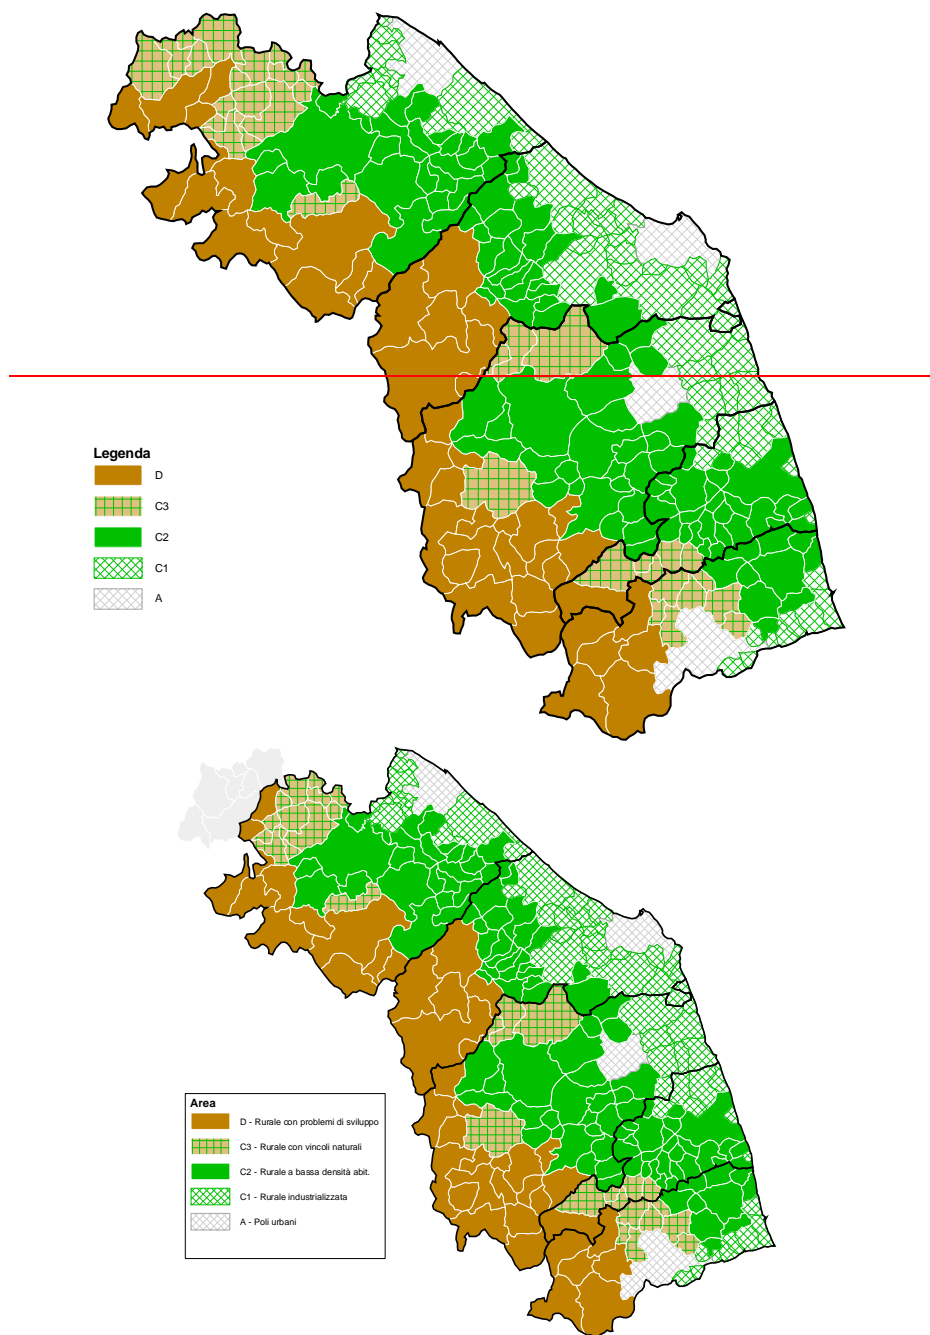 Legenda
D
C3
C2
C1
A
Area
D - Rurale con problemi di sviluppo
C3 - Rurale con vincoli naturali
C2 - Rurale a bassa densità abit.
C1 - Rurale industrializzata
A - Poli urbani